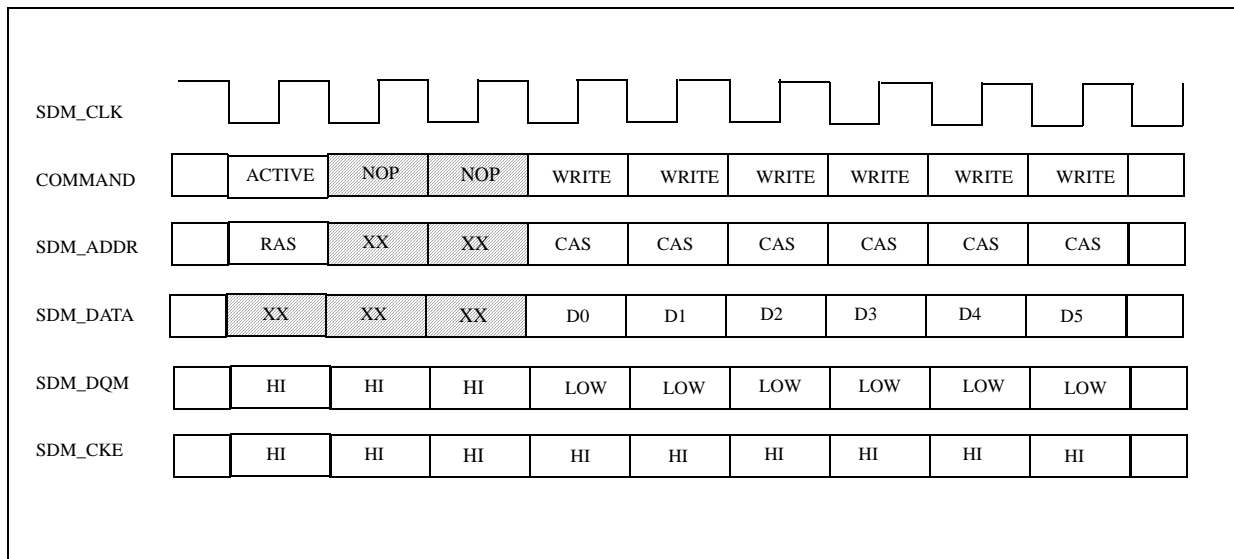 SDM_CLK
COMMAND ACTIVE NOP NOP WRITE WRITE WRITE WRITE WRITE WRITE
SDM_ADDR RAS XX XX CAS CAS CAS CAS CAS CAS
SDM_DATA XX XX XX D0 D1 D2 D3 D4 D5
SDM_DQM HI HI HI LOW LOW LOW LOW LOW LOW
SDM_CKE HI HI HI HI HI HI HI HI HI